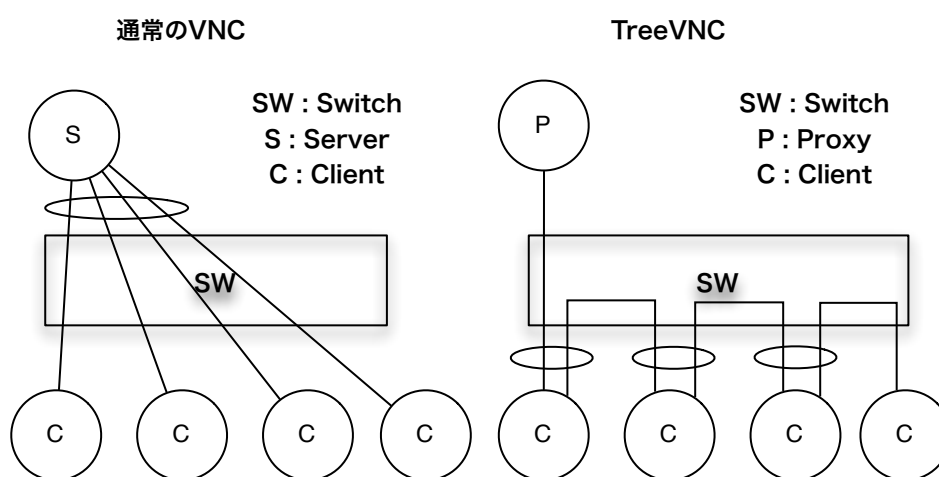 通常のVNC
TreeVNC
SW : Switch
S : Server
C : Client
S
SW
C
C
C
C
SW : Switch
P : Proxy
C : Client
P
SW
C
C
C
C